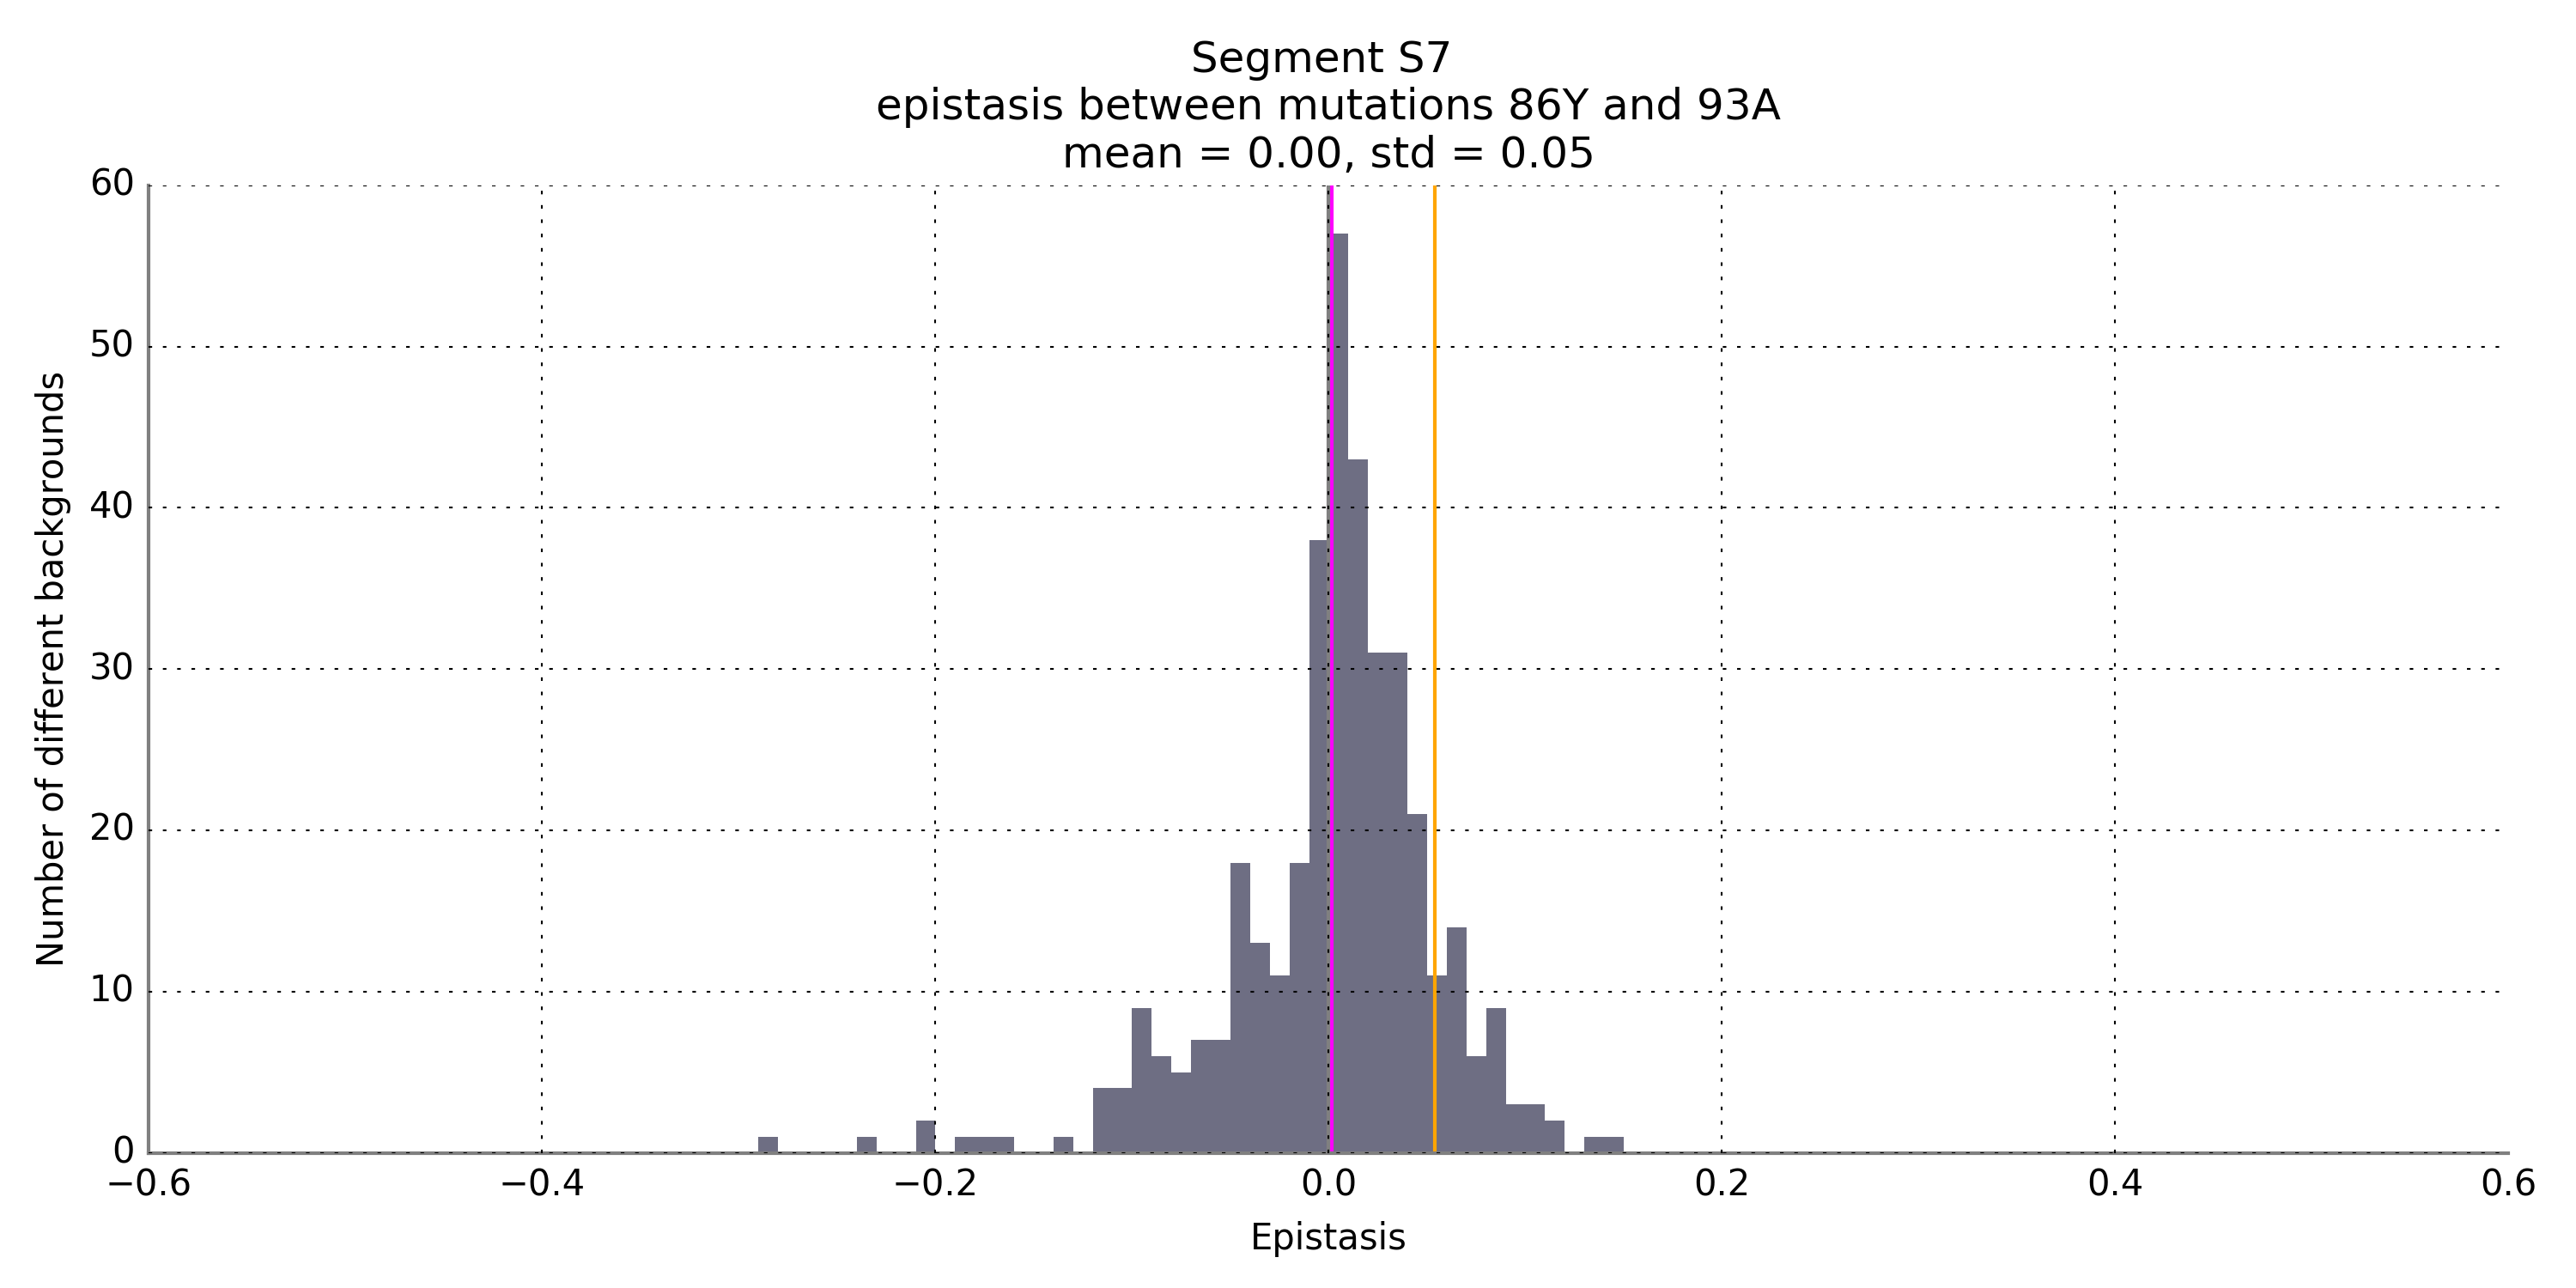 Segment S7
epistasis between mutations 86Y and 93A
mean = 0.00, std = 0.05
60
50
40
30
20
10
0
Number of different backgrounds
−0.6 −0.4 −0.2 0.0 0.2 0.4 0.6
Epistasis